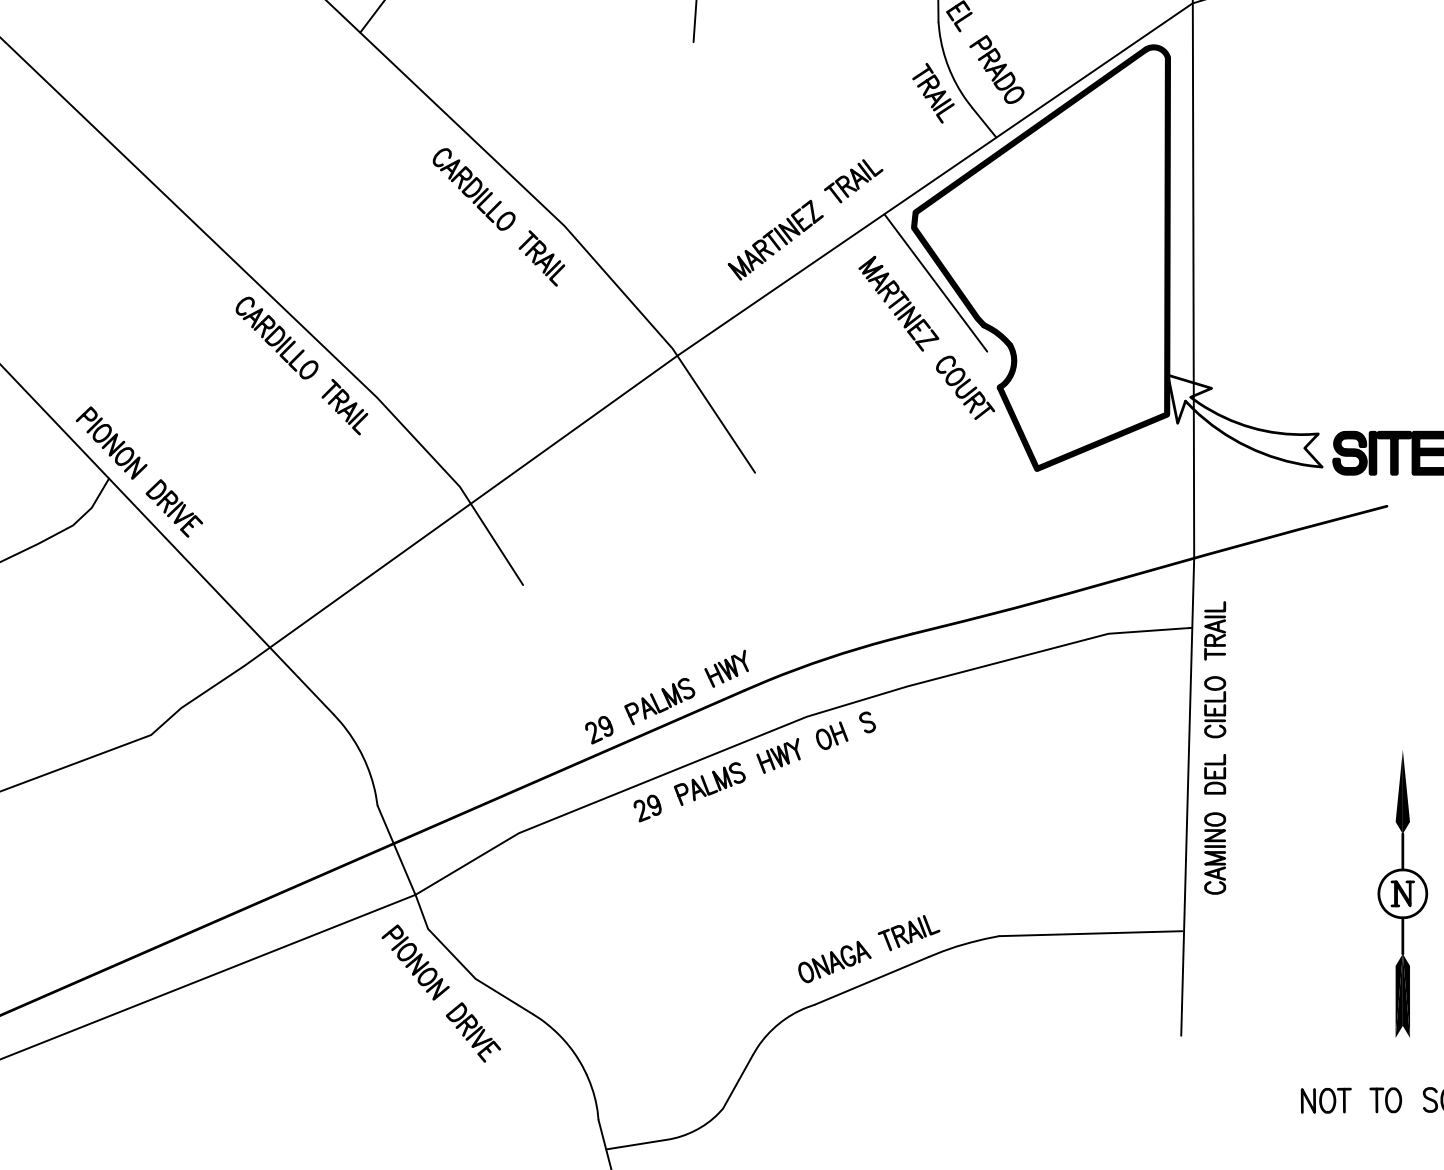 EL PRADO
TRAIL
CARDILLO TRAIL
MARTINEZ TRAIL
MARTINEZ COURT
CARDILLO TRAIL
PIONON DRIVE
SITE
29 PALMS HWY
29 PALMS HWY OH S
CAMINO DEL CIELO TRAIL
N
PIONON DRIVE
ONAGA TRAIL
NOT TO